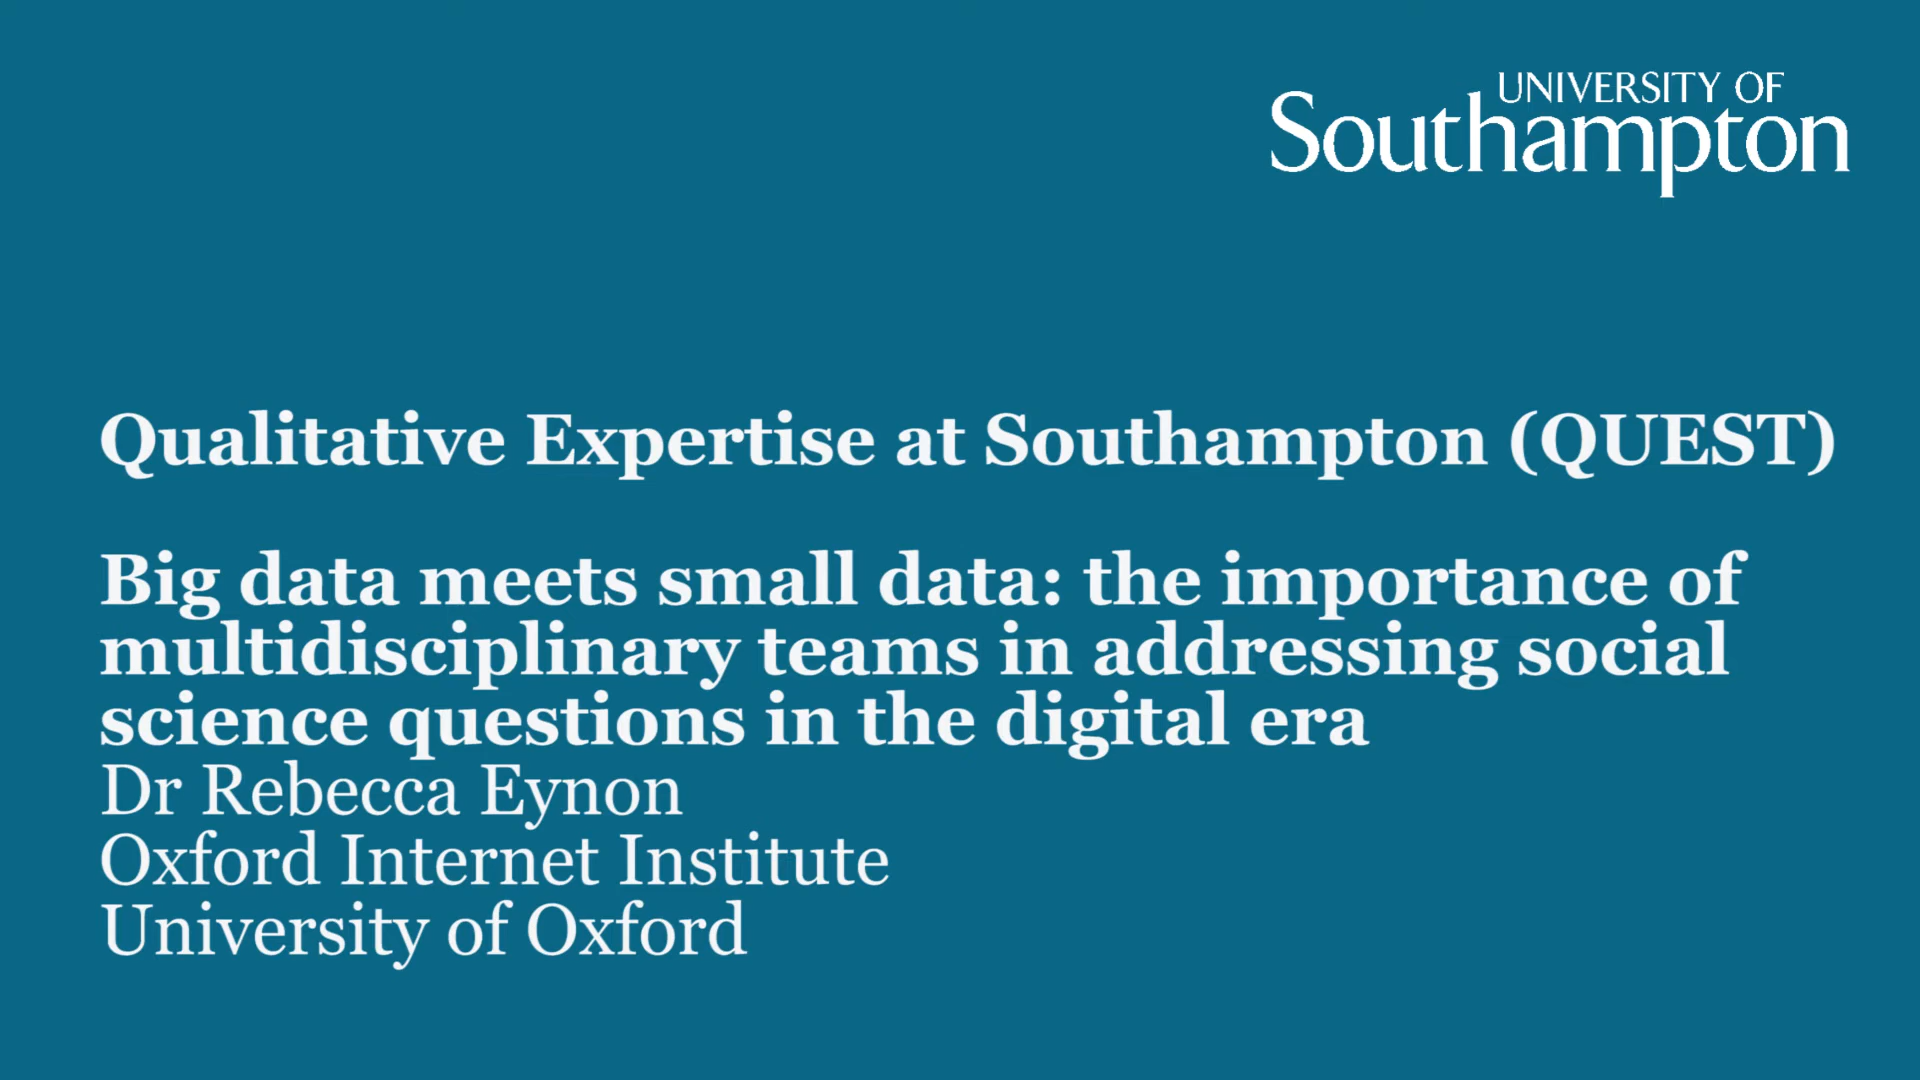 UNIVERSITY OF
Southampton
Qualitative Expertise at Southampton (QUEST)
Big data meets small data: the importance of
multidisciplinary teams in addressing social
science questions in the digital era
Dr Rebecca Eynon
Oxford Internet Institute
University of Oxford